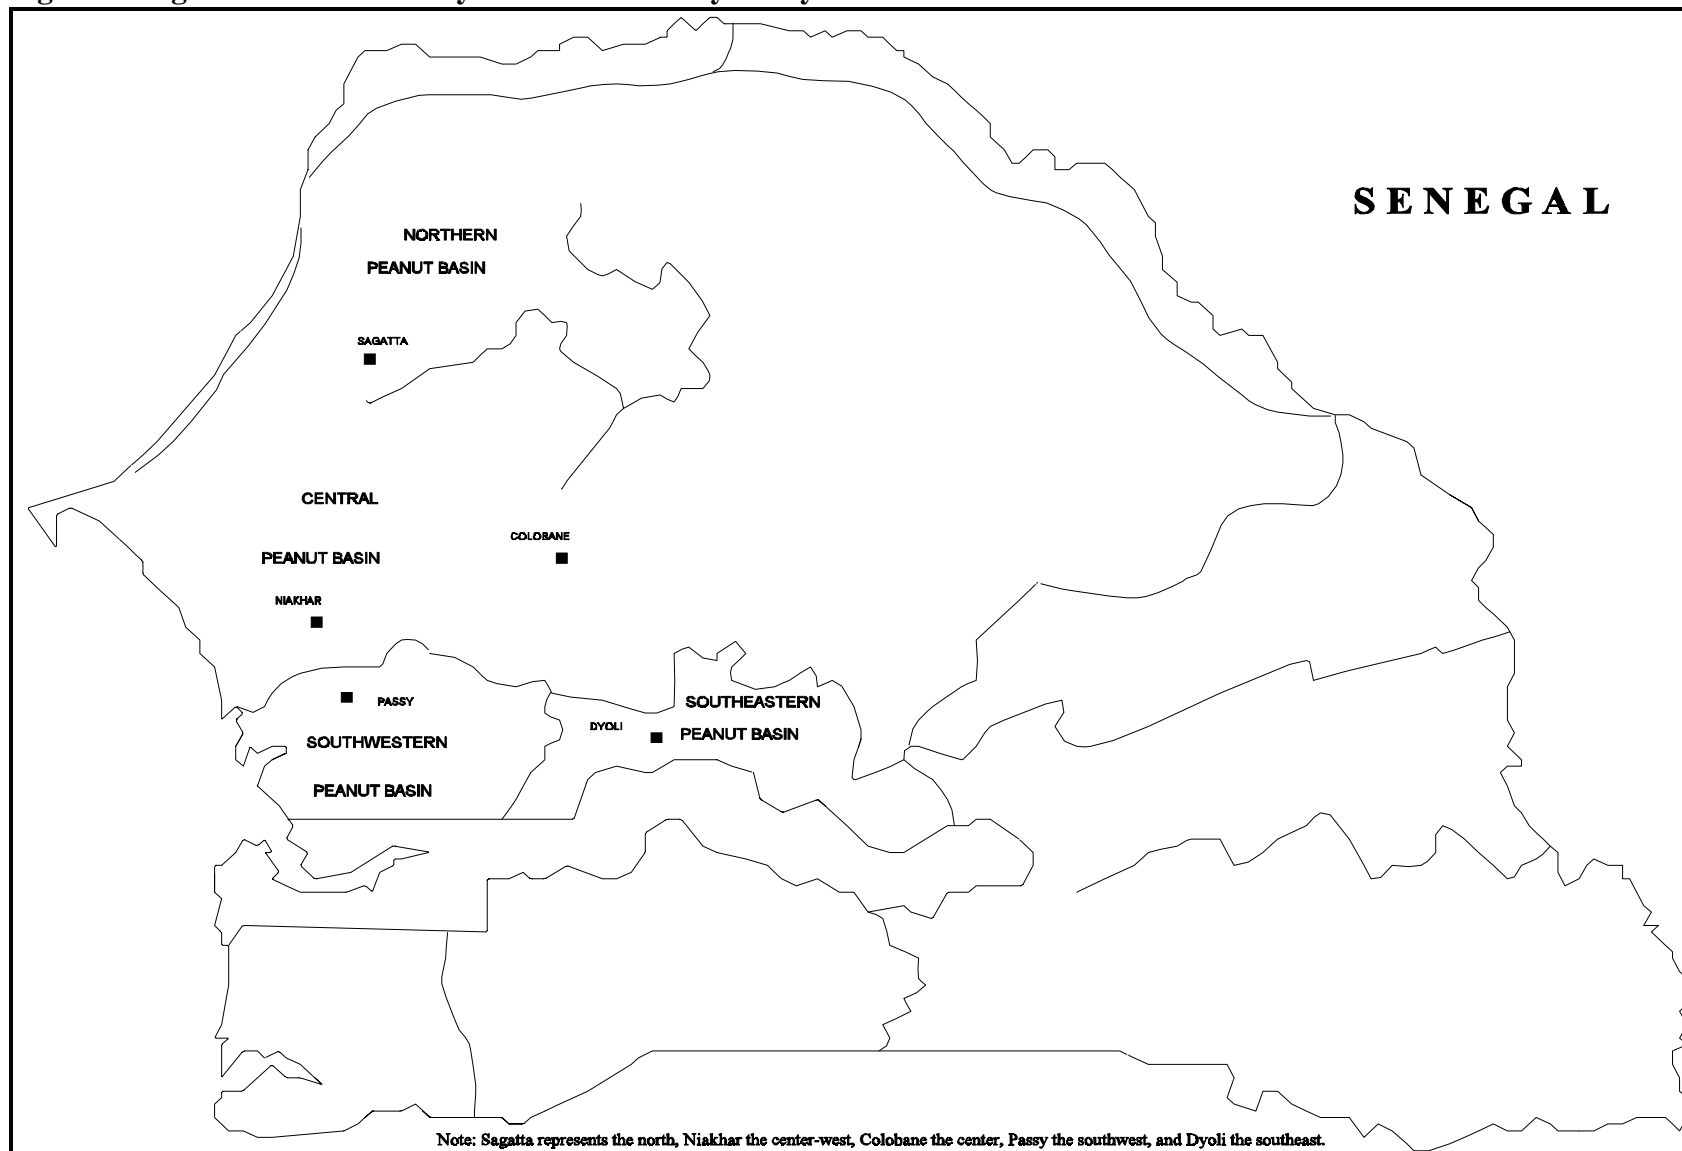 SENEGAL
NORTHERN
PEANUT BASIN
SAGATTA
CENTRAL
COLOBANE
PEANUT BASIN
NIAKHAR
PASSY
SOUTHEASTERN
DYOLI
PEANUT BASIN
SOUTHWESTERN
PEANUT BASIN
Note: Sagatta represents the north, Niakhar the center-west, Colobane the center, Passy the southwest, and Dyoli the southeast.